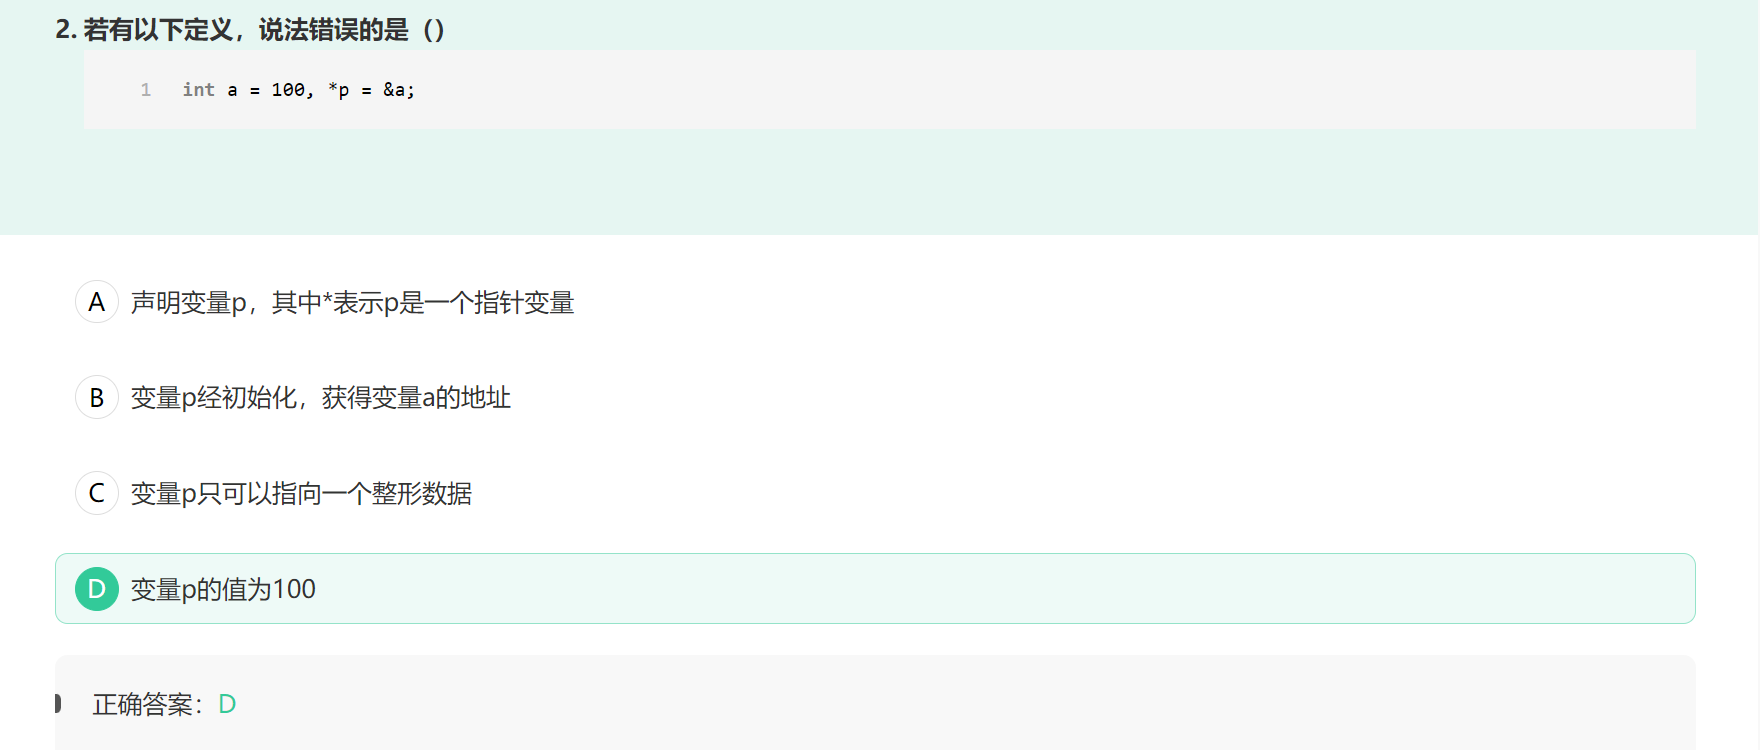 2. 若有以下定义，说法错误的是（）
1 int a = 100, *p = &a;
A 声明变量p，其中*表示p是一个指针变量
B 变量p经初始化，获得变量a的地址
C 变量p只可以指向一个整形数据
D 变量p的值为100
正确答案：D